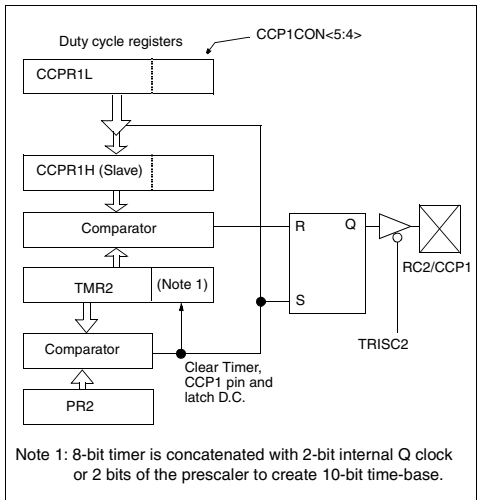 Duty cycle registers
CCP1CON<5:4>
CCPR1L
CCPR1H (Slave)
Comparator
R
Q
RC2/CCP1
TMR2
(Note 1)
S
TRISC2
Comparator
Clear Timer,
CCP1 pin and
latch D.C.
PR2
Note 1: 8-bit timer is concatenated with 2-bit internal Q clock
or 2 bits of the prescaler to create 10-bit time-base.